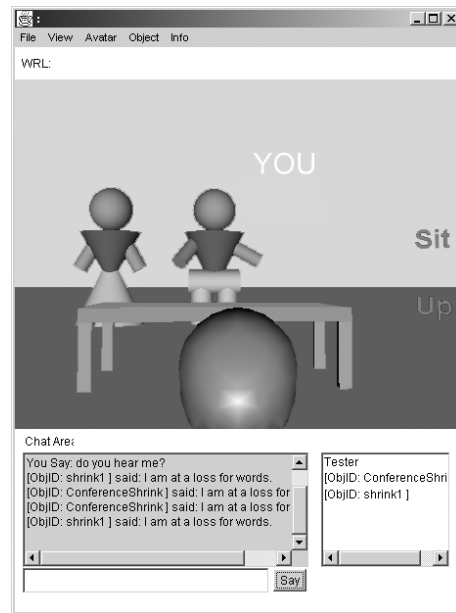 :
File View Avatar Object Info
WRL:
YOU
Sit
Up
Chat Area
You Say: do you hear me?
[ObjID: shrink1 ] said: I am at a loss for words.
[ObjID: ConferenceShrink ] said: I am at a loss for
[ObjID: ConferenceShrink ] said: I am at a loss for
[ObjID: shrink1 ] said: I am at a loss for words.
Tester
[ObjID: ConferenceShri
[ObjID: shrink1 ]
Say